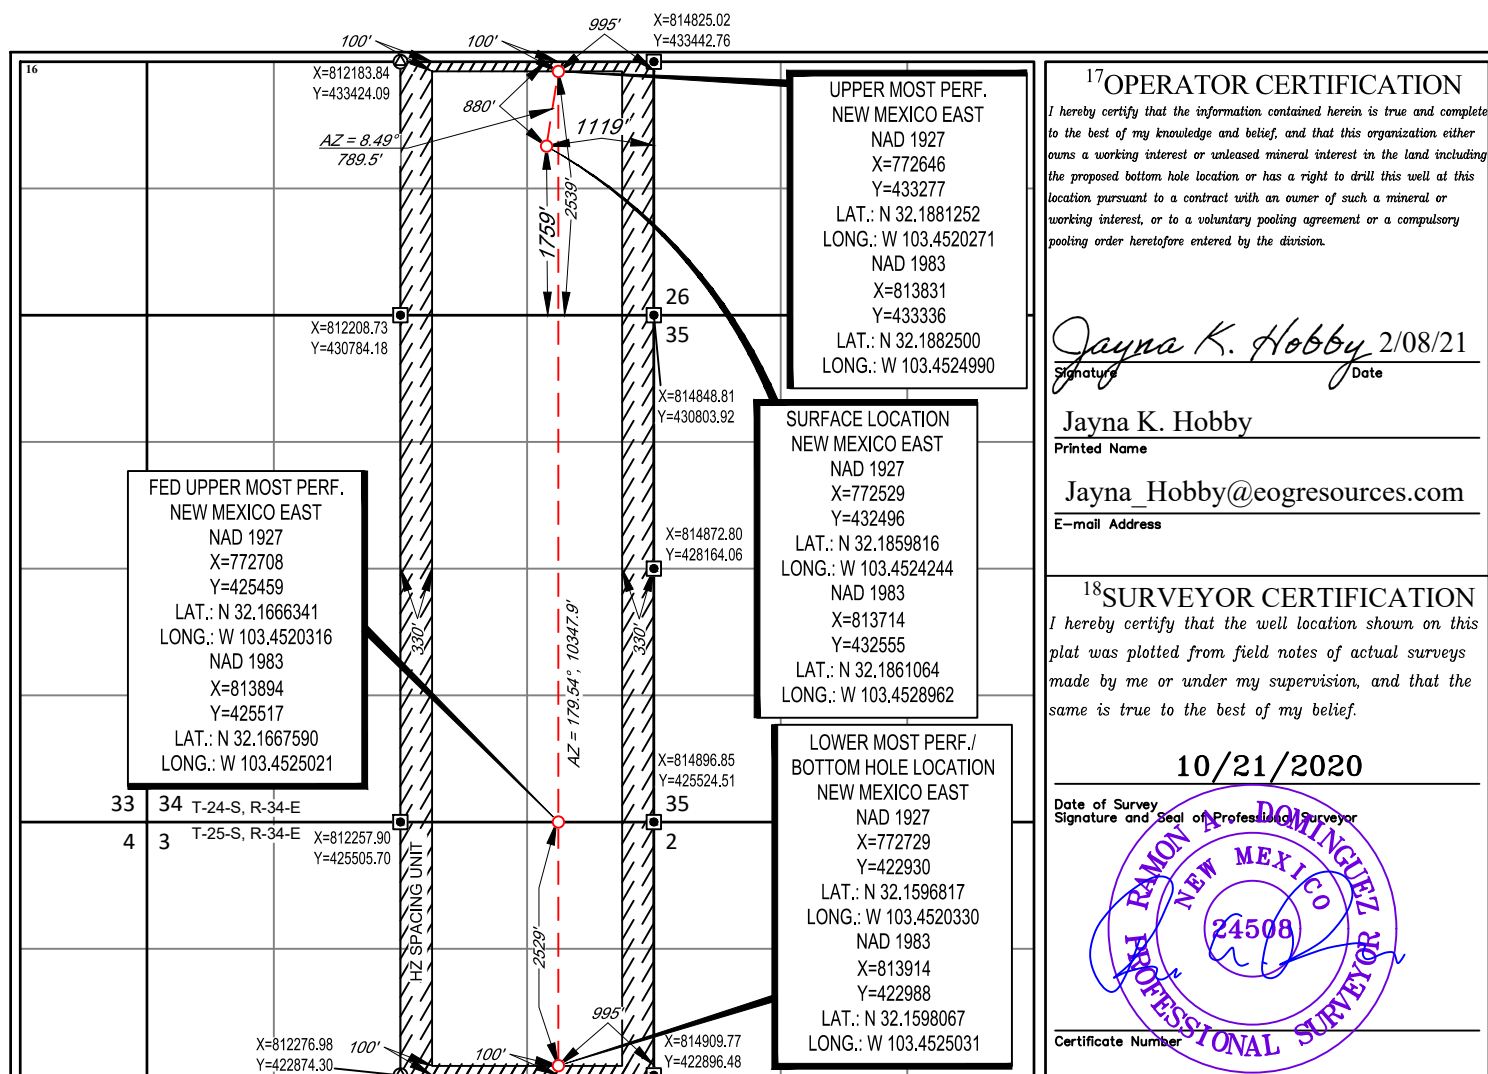 16
100'
100'
995'
X=814825.02
Y=433442.76
X=812183.84
Y=433424.09
880'
AZ = 8.49°
789.5'
1119'
1759'
2539'
26
35
X=812208.73
Y=430784.18
X=814848.81
Y=430803.92
X=814872.80
Y=428164.06
330'
330'
AZ = 179.54°, 10347.9'
X=814896.85
Y=425524.51
33
34
T-24-S, R-34-E
35
4
3
T-25-S, R-34-E
2
X=812257.90
Y=425505.70
HZ SPACING UNIT
2529'
995'
X=812276.98
Y=422874.30
100'
100'
X=814909.77
Y=422896.48
UPPER MOST PERF.
NEW MEXICO EAST
NAD 1927
X=772646
Y=433277
LAT.: N 32.1881252
LONG.: W 103.4520271
NAD 1983
X=813831
Y=433336
LAT.: N 32.1882500
LONG.: W 103.4524990
SURFACE LOCATION
NEW MEXICO EAST
NAD 1927
X=772529
Y=432496
LAT.: N 32.1859816
LONG.: W 103.4524244
NAD 1983
X=813714
Y=432555
LAT.: N 32.1861064
LONG.: W 103.4528962
FED UPPER MOST PERF.
NEW MEXICO EAST
NAD 1927
X=772708
Y=425459
LAT.: N 32.1666341
LONG.: W 103.4520316
NAD 1983
X=813894
Y=425517
LAT.: N 32.1667590
LONG.: W 103.4525021
LOWER MOST PERF./
BOTTOM HOLE LOCATION
NEW MEXICO EAST
NAD 1927
X=772729
Y=422930
LAT.: N 32.1596817
LONG.: W 103.4520330
NAD 1983
X=813914
Y=422988
LAT.: N 32.1598067
LONG.: W 103.4525031
17OPERATOR CERTIFICATION
I hereby certify that the information contained herein is true and complete
to the best of my knowledge and belief, and that this organization either
owns a working interest or unleased mineral interest in the land including
the proposed bottom hole location or has a right to drill this well at this
location pursuant to a contract with an owner of such a mineral or
working interest, or to a voluntary pooling agreement or a compulsory
pooling order heretofore entered by the division.
Jayna K. Hobby 2/08/21
Signature Date
Jayna K. Hobby
Printed Name
Jayna_Hobby@eogresources.com
E-mail Address
18SURVEYOR CERTIFICATION
I hereby certify that the well location shown on this
plat was plotted from field notes of actual surveys
made by me or under my supervision, and that the
same is true to the best of my belief.
10/21/2020
Date of Survey
Signature and Seal of Professional Surveyor
RAMON A. DOMINGUEZ
NEW MEXICO
24508
PROFESSIONAL SURVEYOR
Certificate Number